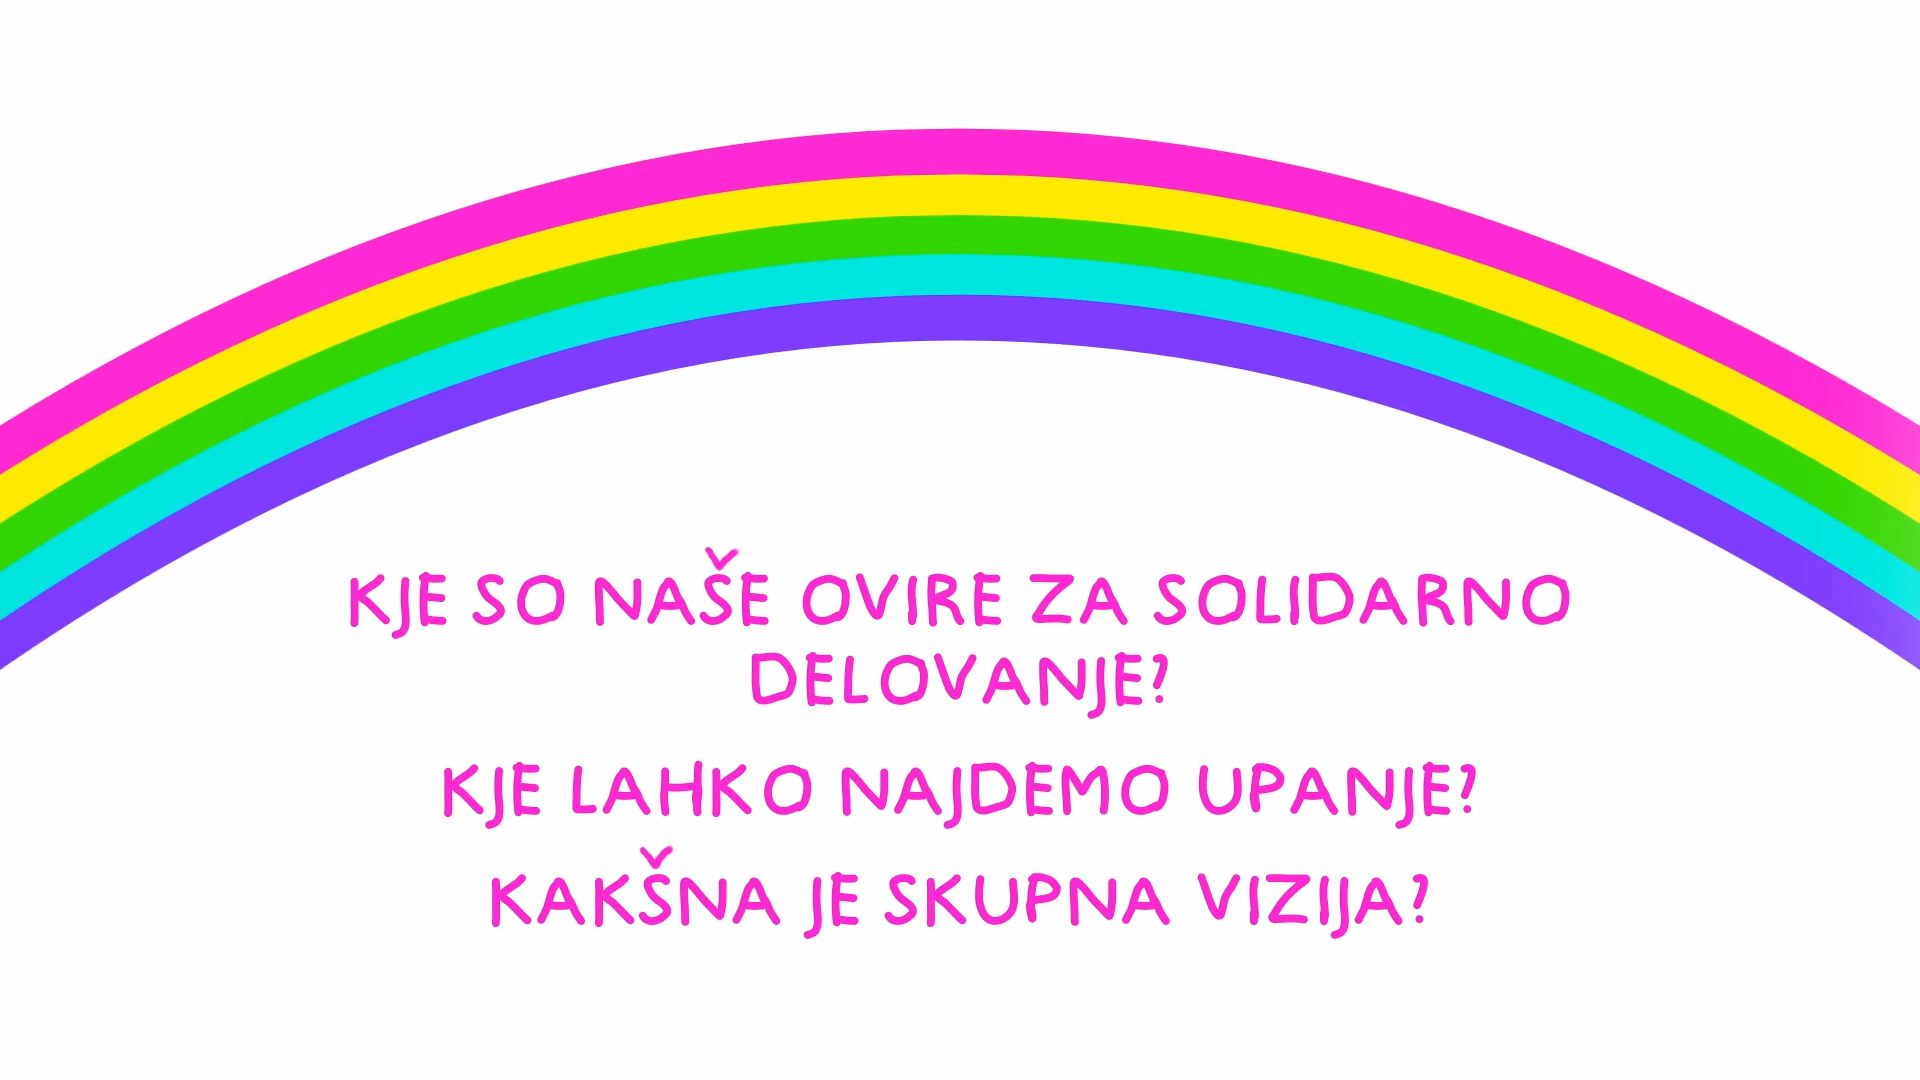 KJE SO NAŠE OVIRE ZA SOLIDARNO
DELOVANJE?
KJE LAHKO NAJDEMO UPANJE?
KAKŠNA JE SKUPNA VIZIJA?